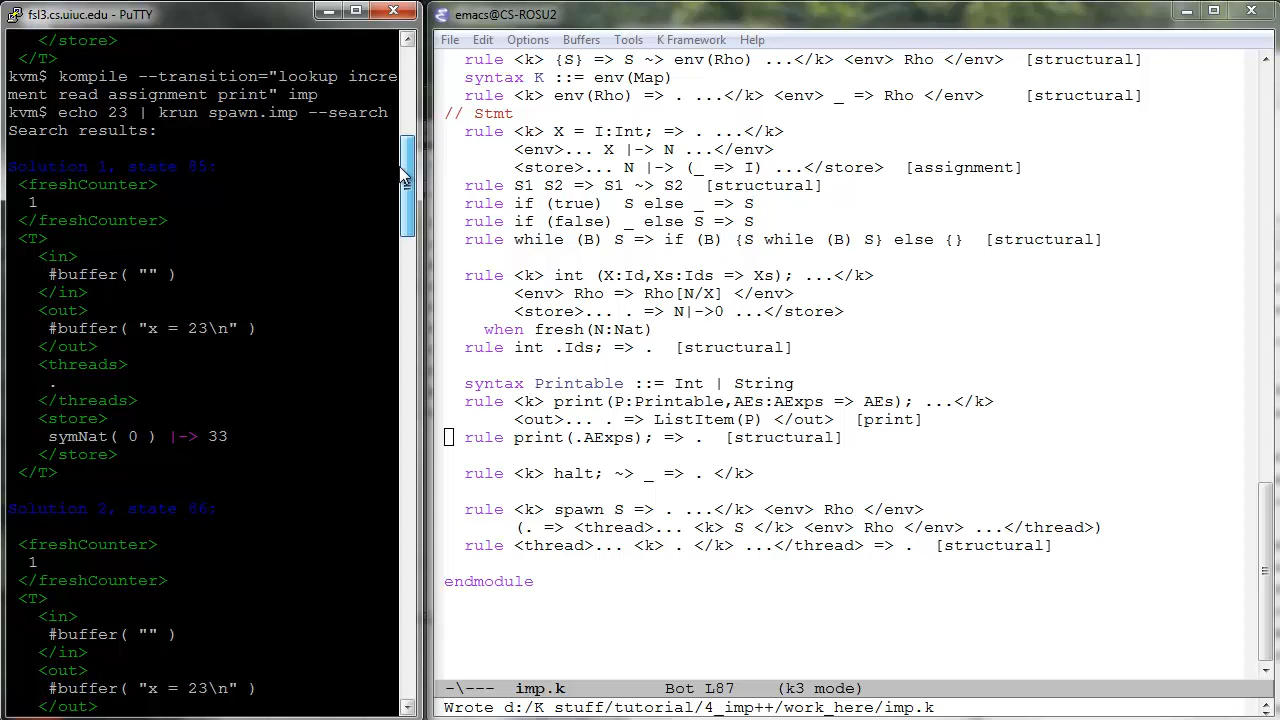 fsl3.cs.uiuc.edu - PuTTY
</store>
</T>
kvm$ kompile --transition="lookup incre
ment read assignment print" imp
kvm$ echo 23 | krun spawn.imp --search
Search results:
Solution 1, state 85:
<freshCounter>
1
</freshCounter>
<T>
<in>
#buffer( "" )
</in>
<out>
#buffer( "x = 23\n" )
</out>
<threads>
.
</threads>
<store>
symNat( 0 ) |-> 33
</store>
</T>
Solution 2, state 86:
<freshCounter>
1
</freshCounter>
<T>
<in>
#buffer( "" )
</in>
<out>
#buffer( "x = 23\n" )
</out>
emacs@CS-ROSU2
File Edit Options Buffers Tools K Framework Help
rule <k> {S} => S ~> env(Rho) ...</k> <env> Rho </env> [structural]
syntax K ::= env(Map)
rule <k> env(Rho) => . ...</k> <env> _ => Rho </env> [structural]
// Stmt
rule <k> X = I:Int; => . ...</k>
<env>... X |-> N ...</env>
<store>... N |-> (_ => I) ...</store> [assignment]
rule S1 S2 => S1 ~> S2 [structural]
rule if (true) S else _ => S
rule if (false) _ else S => S
rule while (B) S => if (B) {S while (B) S} else {} [structural]
rule <k> int (X:Id,Xs:Ids => Xs); ...</k>
<env> Rho => Rho[N/X] </env>
<store>... . => N|->0 ...</store>
when fresh(N:Nat)
rule int .Ids; => . [structural]
syntax Printable ::= Int | String
rule <k> print(P:Printable,AEs:AExps => AEs); ...</k>
<out>... . => ListItem(P) </out> [print]
rule print(.AExps); => . [structural]
rule <k> halt; ~> _ => . </k>
rule <k> spawn S => . ...</k> <env> Rho </env>
(. => <thread>... <k> S </k> <env> Rho </env> ...</thread>)
rule <thread>... <k> . </k> ...</thread> => . [structural]
endmodule
-\--- imp.k Bot L87 (k3 mode)
Wrote d:/K stuff/tutorial/4_imp++/work_here/imp.k